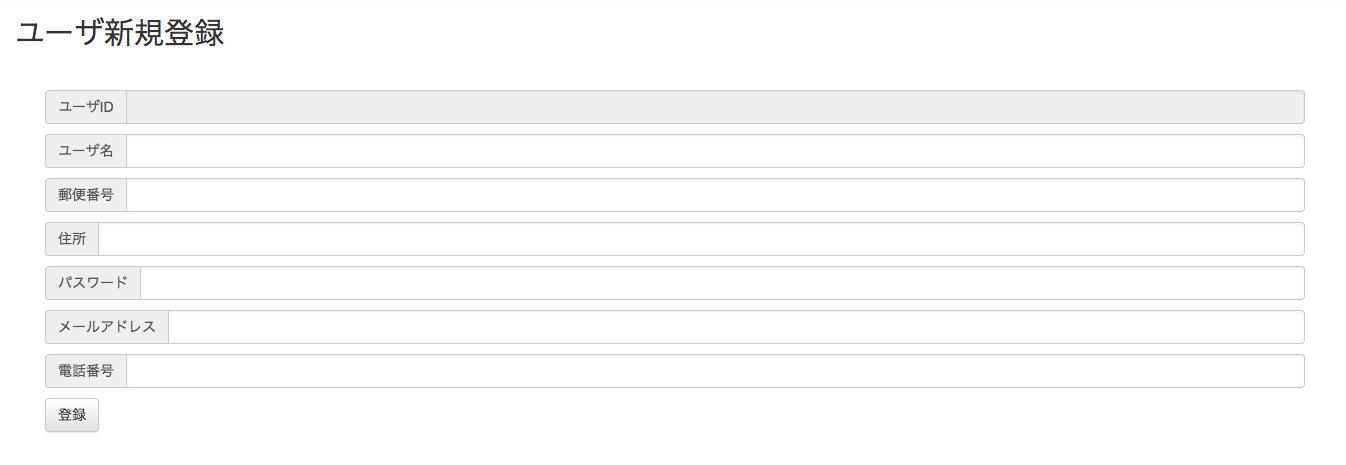 ユーザ新規登録
ユーザID
ユーザ名
郵便番号
住所
パスワード
メールアドレス
電話番号
登録